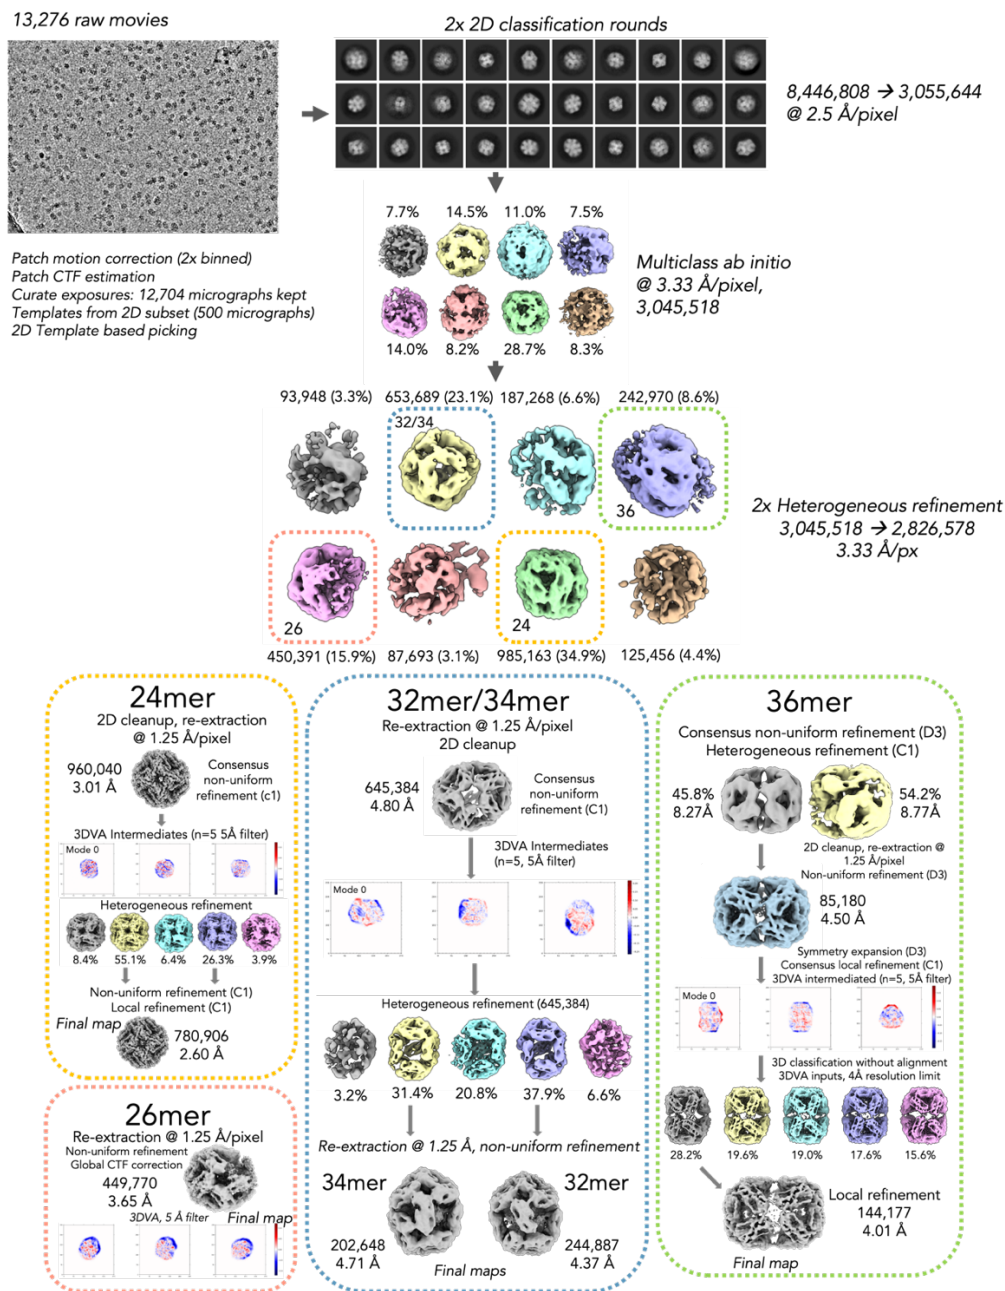 13,276 raw movies
2x 2D classification rounds
8,446,808 → 3,055,644
@ 2.5 Å/pixel
Patch motion correction (2x binned)
Patch CTF estimation
Curate exposures: 12,704 micrographs kept
Templates from 2D subset (500 micrographs)
2D Template based picking
7.7% 14.5% 11.0% 7.5%
14.0% 8.2% 28.7% 8.3%
Multiclass ab initio
@ 3.33 Å/pixel,
3,045,518
93,948 (3.3%) 653,689 (23.1%) 187,268 (6.6%) 242,970 (8.6%)
32/34
36
26
24
450,391 (15.9%) 87,693 (3.1%) 985,163 (34.9%) 125,456 (4.4%)
2x Heterogeneous refinement
3,045,518 → 2,826,578
3.33 Å/px
24mer
2D cleanup, re-extraction
@ 1.25 Å/pixel
960,040
3.01 Å
Consensus
non-uniform
refinement (c1)
3DVA Intermediates (n=5 5Å filter)
Mode 0
Heterogeneous refinement
8.4% 55.1% 6.4% 26.3% 3.9%
Non-uniform refinement (C1)
Local refinement (C1)
Final map
780,906
2.60 Å
26mer
Re-extraction @ 1.25 Å/pixel
Non-uniform refinement
Global CTF correction
449,770
3.65 Å
3DVA, 5 Å filter
Final map
32mer/34mer
Re-extraction @ 1.25 Å/pixel
2D cleanup
645,384
4.80 Å
Consensus
non-uniform
refinement (C1)
3DVA Intermediates
(n=5, 5Å filter)
Mode 0
Heterogeneous refinement (645,384)
3.2% 31.4% 20.8% 37.9% 6.6%
Re-extraction @ 1.25 Å, non-uniform refinement
34mer
32mer
202,648
4.71 Å
244,887
4.37 Å
Final maps
36mer
Consensus non-uniform refinement (D3)
Heterogeneous refinement (C1)
45.8%
8.27Å
54.2%
8.77Å
2D cleanup, re-extraction @
1.25 Å/pixel
Non-uniform refinement (D3)
85,180
4.50 Å
Symmetry expansion (D3)
Consensus local refinement (C1)
3DVA intermediated (n=5, 5Å filter)
Mode 0
3D classification without alignment
3DVA inputs, 4Å resolution limit
28.2% 19.6% 19.0% 17.6% 15.6%
Local refinement
144,177
4.01 Å
Final map